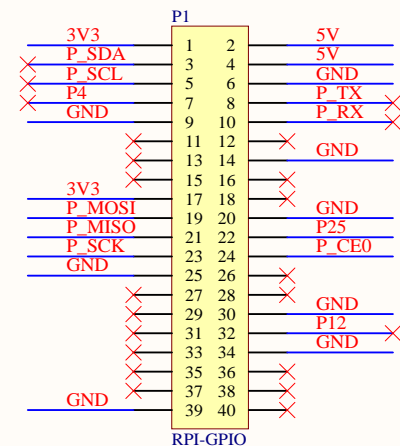 P1
3V3 1 2 5V
P_SDA 3 4 5V
P_SCL 5 6 GND
P4 7 8 P_TX
GND 9 10 P_RX
11 12
13 14 GND
15 16
3V3 17 18
P_MOSI 19 20 GND
P_MISO 21 22 P25
P_SCK 23 24 P_CE0
GND 25 26
27 28
29 30 GND
31 32 P12
33 34 GND
35 36
37 38
GND 39 40
RPI-GPIO